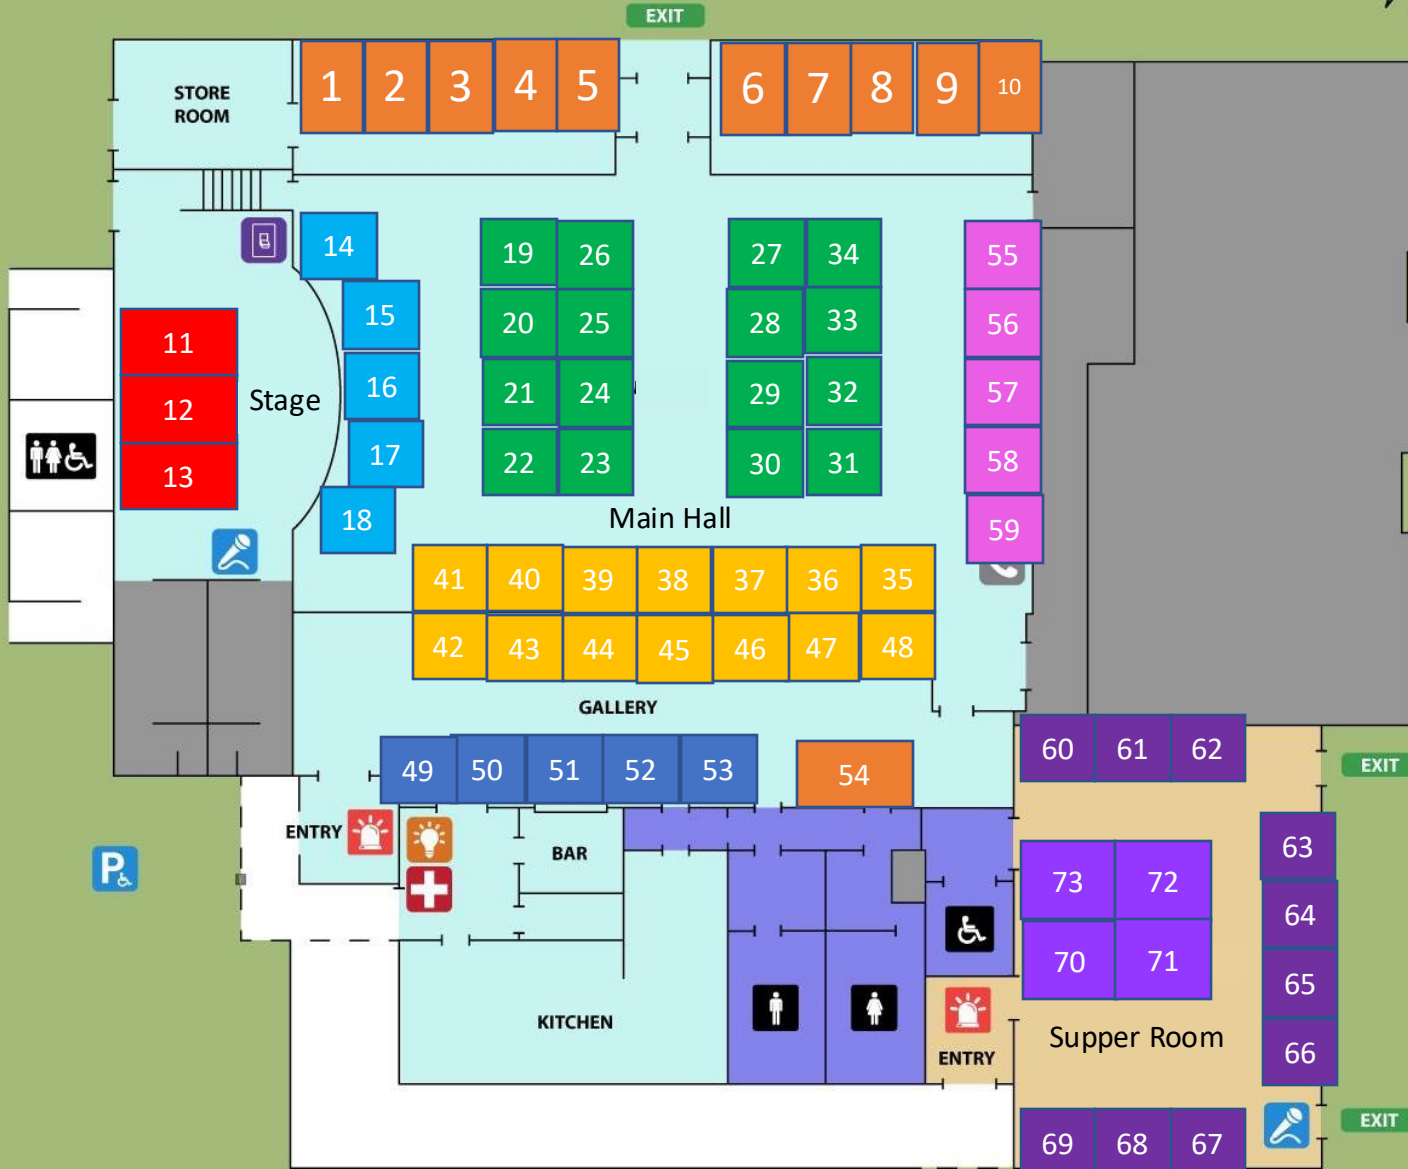 EXIT
STORE
ROOM
1 2 3 4 5 6 7 8 9 10
14 19 26 27 34 55
15 20 25 28 33 56
11
12 Stage 16 21 24 29 32 57
13 17 22 23 30 31 58
18 Main Hall 59
41 40 39 38 37 36 35
42 43 44 45 46 47 48
GALLERY
49 50 51 52 53 54
60 61 62
EXIT
ENTRY
BAR
P
63
73 72
64
70 71
65
KITCHEN
ENTRY
Supper Room
66
69 68 67
EXIT